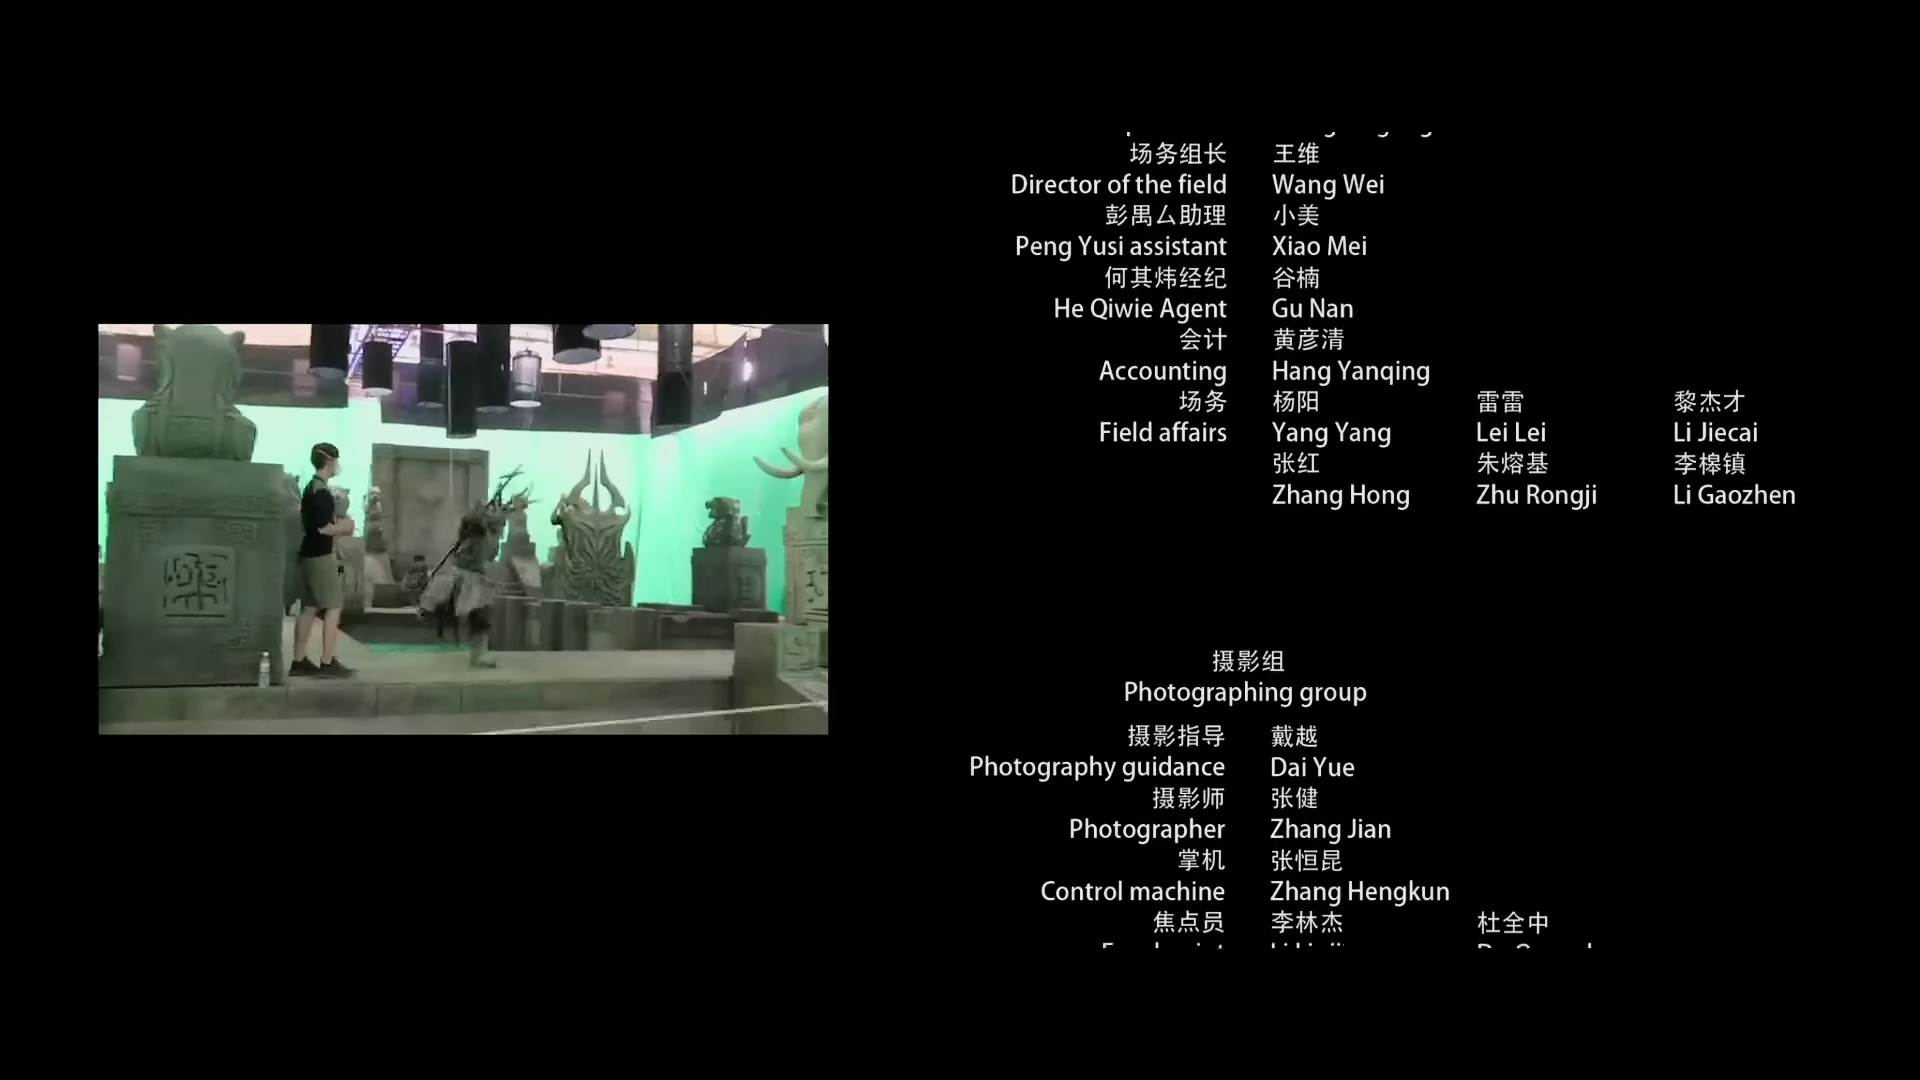 场务组长 王维
Director of the field Wang Wei
彭禺厶助理 小美
Peng Yusi assistant Xiao Mei
何其炜经纪 谷楠
He Qiwie Agent Gu Nan
会计 黄彦清
Accounting Hang Yanqing
场务 杨阳 雷雷 黎杰才
Field affairs Yang Yang Lei Lei Li Jiecai
张红 朱熔基 李槔镇
Zhang Hong Zhu Rongji Li Gaozhen
摄影组
Photographing group
摄影指导 戴越
Photography guidance Dai Yue
摄影师 张健
Photographer Zhang Jian
掌机 张恒昆
Control machine Zhang Hengkun
焦点员 李林杰 杜全中